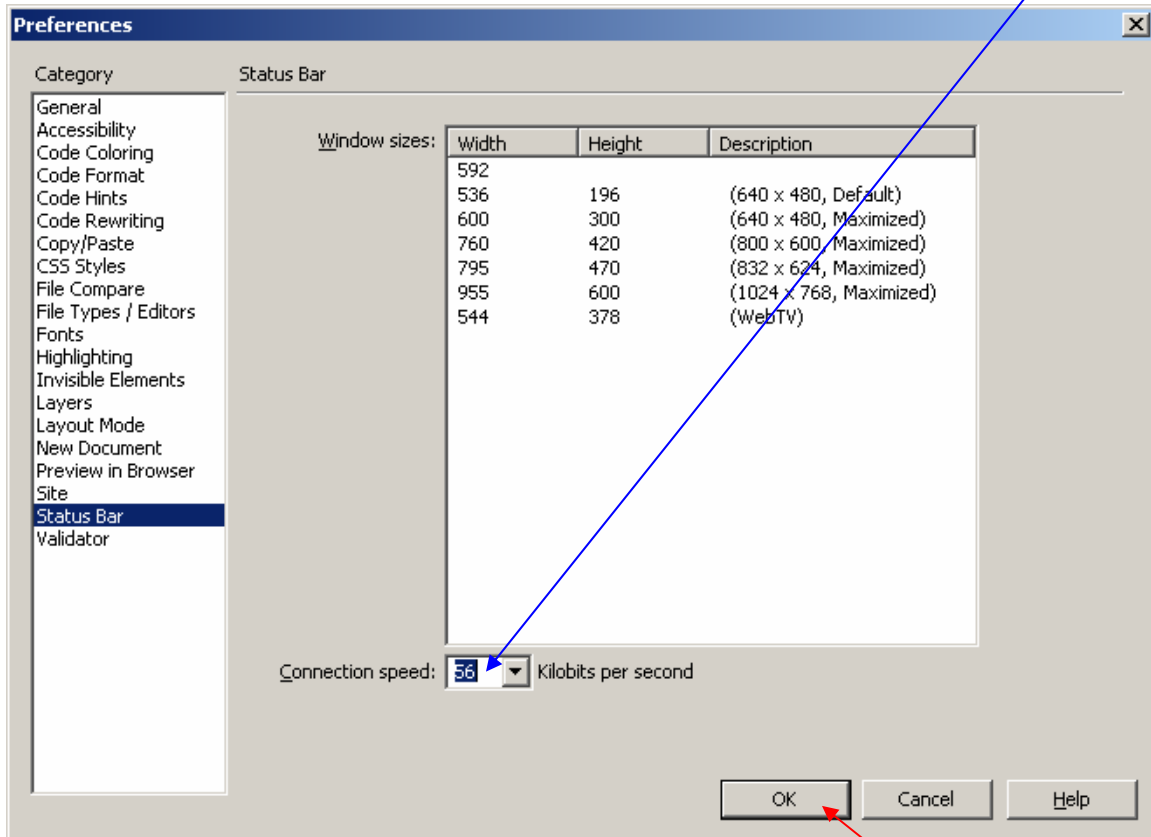 Preferences
Category
Status Bar
General
Accessibility
Code Coloring
Code Format
Code Hints
Code Rewriting
Copy/Paste
CSS Styles
File Compare
File Types / Editors
Fonts
Highlighting
Invisible Elements
Layers
Layout Mode
New Document
Preview in Browser
Site
Status Bar
Validator
Window sizes:
Width Height Description
592
536 196 (640 x 480, Default)
600 300 (640 x 480, Maximized)
760 420 (800 x 600, Maximized)
795 470 (832 x 624, Maximized)
955 600 (1024 x 768, Maximized)
544 378 (WebTV)
Connection speed: 56 Kilobits per second
OK Cancel Help